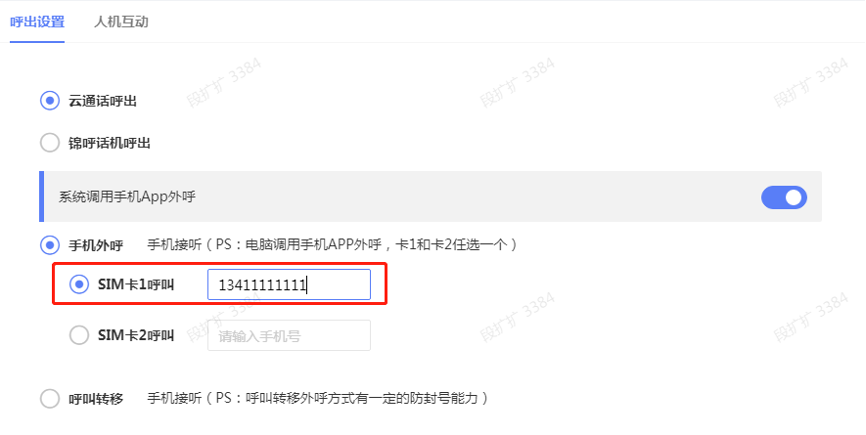 呼出设置 人机互动
云通话呼出
锦呼话机呼出
系统调用手机App外呼
手机外呼 手机接听（PS：电脑调用手机APP外呼，卡1和卡2任选一个）
SIM卡1呼叫 13411111111
SIM卡2呼叫 请输入手机号
呼叫转移 手机接听（PS：呼叫转移外呼方式有一定的防封号能力）
段扩扩 3384
段扩扩 3384
段扩扩 3384
段扩扩 3384
段扩扩 3384
段扩扩 3384